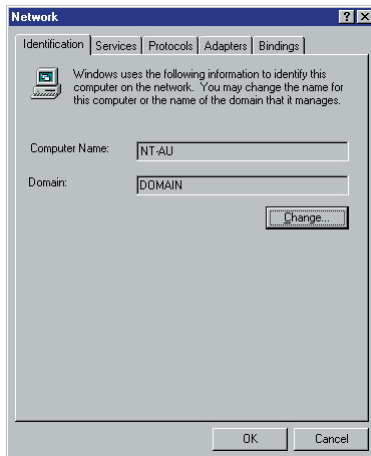 Network
Identification Services Protocols Adapters Bindings
Windows uses the following information to identify this
computer on the network. You may change the name for
this computer or the name of the domain that it manages.
Computer Name: NT-AU
Domain: DOMAIN
Change...
OK Cancel